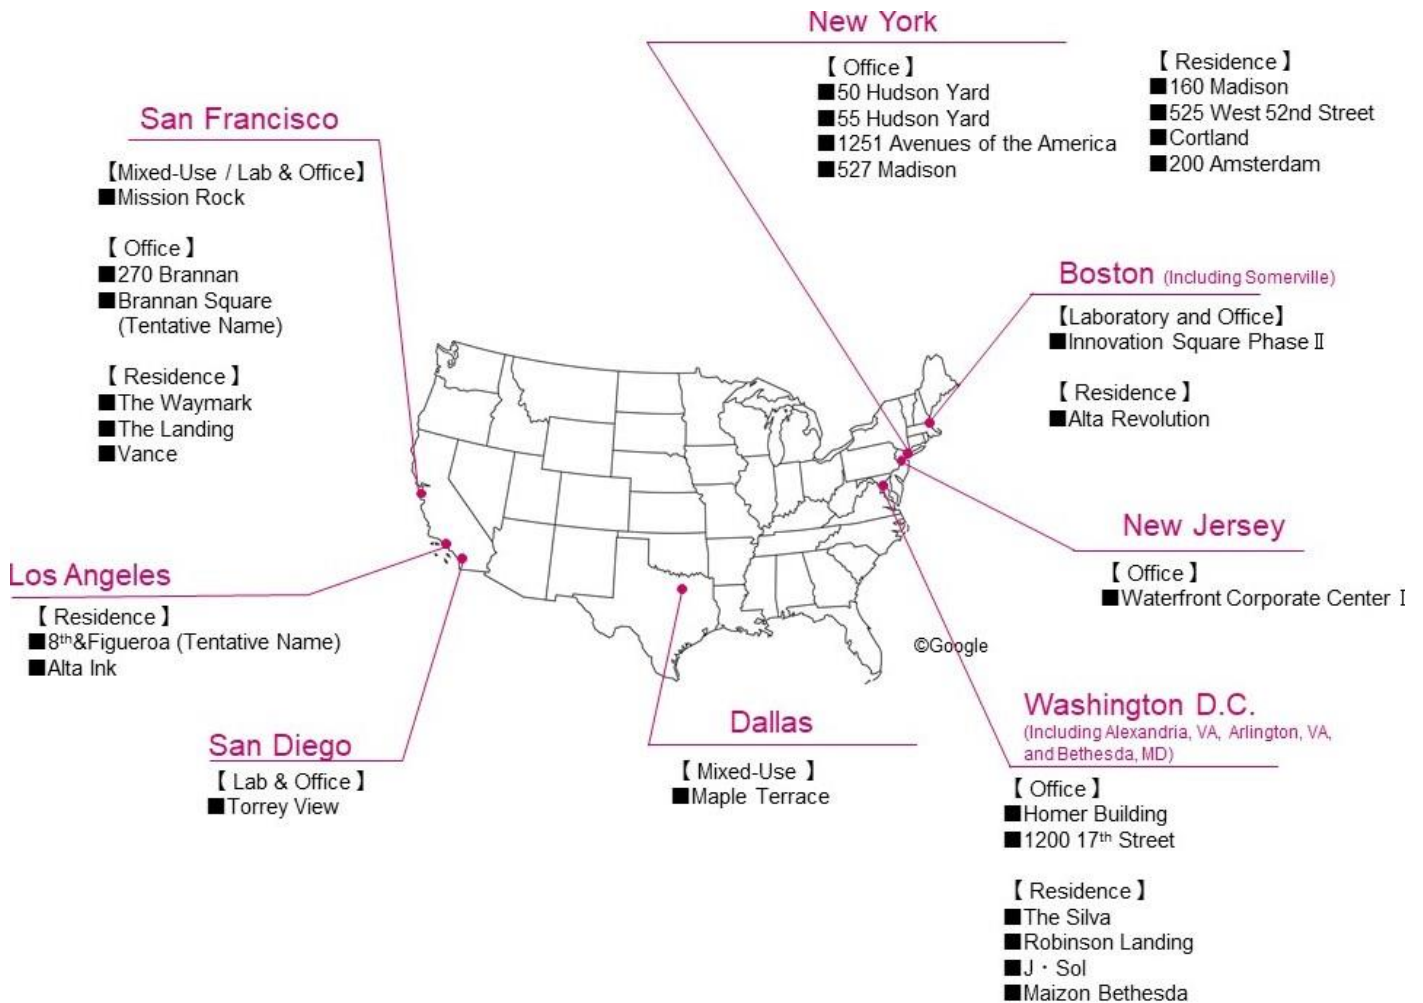 New York
【 Office 】
■50 Hudson Yard
■55 Hudson Yard
■1251 Avenues of the America
■527 Madison
【 Residence 】
■160 Madison
■525 West 52nd Street
■Cortland
■200 Amsterdam
San Francisco
【Mixed-Use / Lab & Office】
■Mission Rock
【 Office 】
■270 Brannan
■Brannan Square
(Tentative Name)
【 Residence 】
■The Waymark
■The Landing
■Vance
Boston (Including Somerville)
【Laboratory and Office】
■Innovation Square Phase Ⅱ
【 Residence 】
■Alta Revolution
New Jersey
【 Office 】
■Waterfront Corporate Center Ⅰ
Los Angeles
【 Residence 】
■8th&Figueroa (Tentative Name)
■Alta Ink
©Google
San Diego
【 Lab & Office 】
■Torrey View
Dallas
【 Mixed-Use 】
■Maple Terrace
Washington D.C.
(Including Alexandria, VA, Arlington, VA,
and Bethesda, MD)
【 Office 】
■Homer Building
■1200 17th Street
【 Residence 】
■The Silva
■Robinson Landing
■J・Sol
■Maizon Bethesda